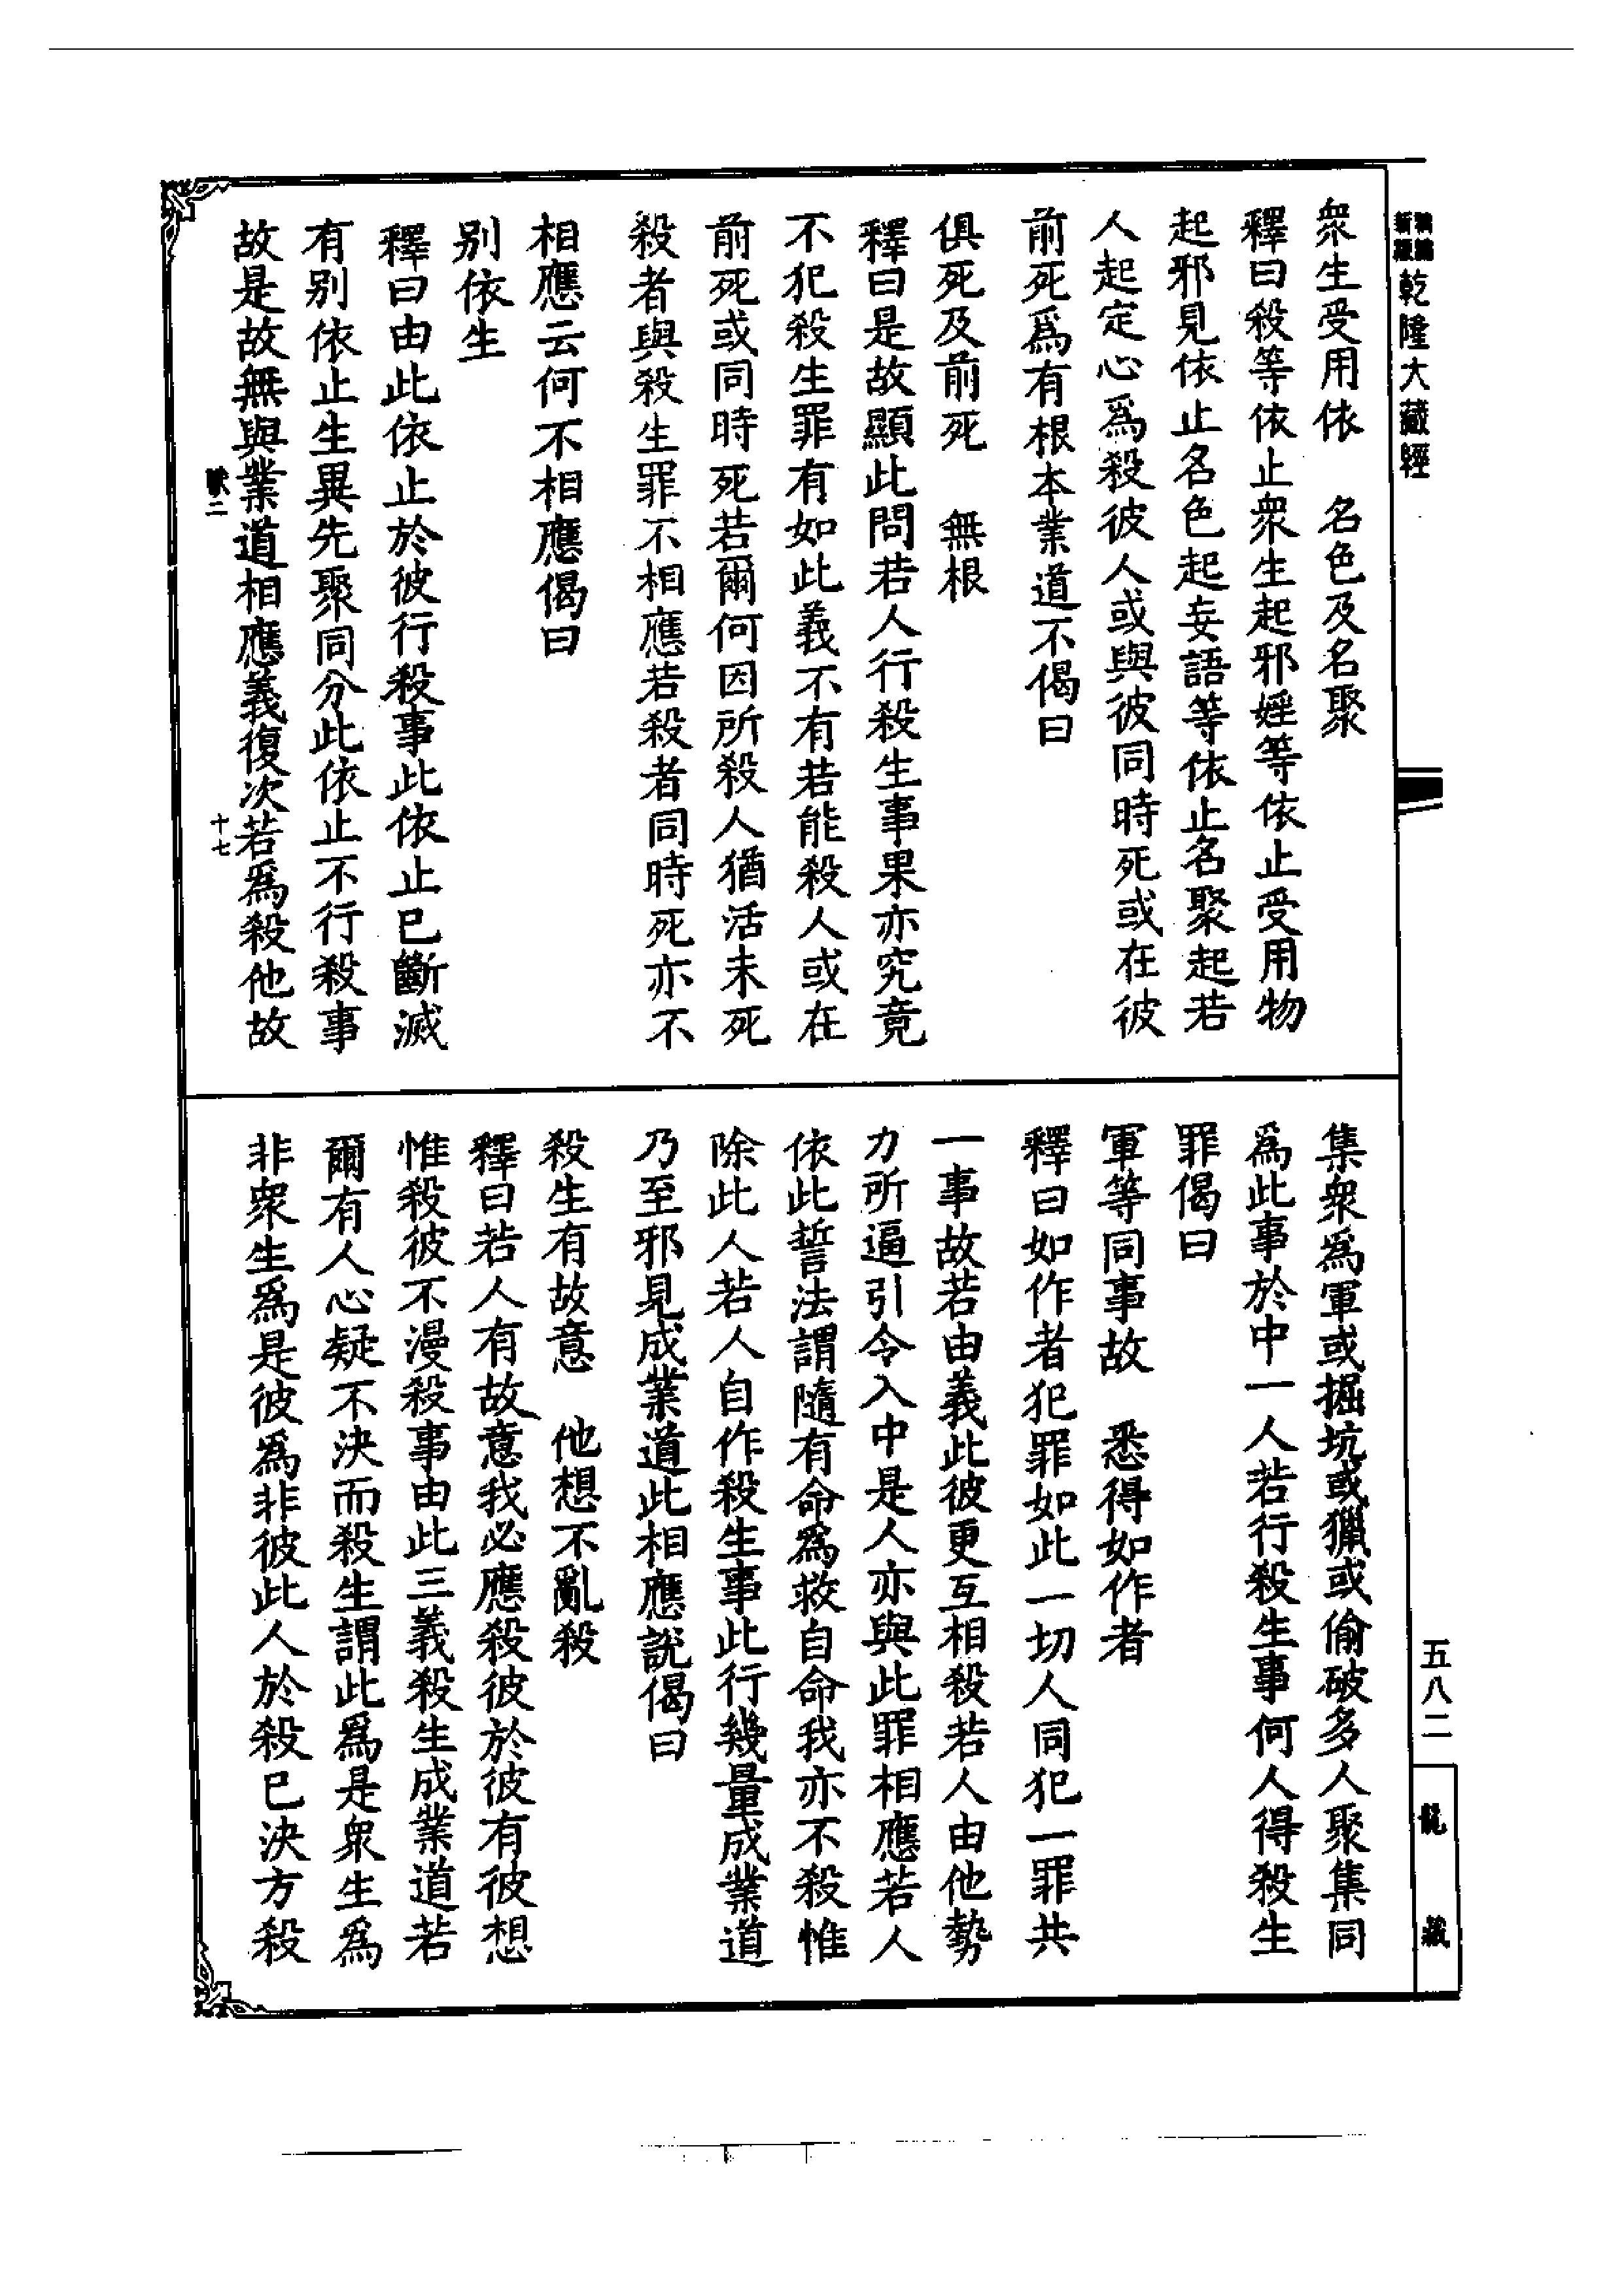 乾隆大藏經
衆生受用依　名色及名聚
釋曰殺等依止衆生起邪婬等依止受用物
起邪見依止名色起妄語等依止名聚起若
人起定心爲殺彼人或與彼同時死或在彼
前死爲有根本業道不偈曰
俱死及前死　無根
釋曰是故顯此問若人行殺生事果亦究竟
不犯殺生罪有如此義不有若能殺人或在
前死或同時死若爾何因所殺人猶活未死
殺者與殺生罪不相應若殺者同時死亦不
相應云何不相應偈曰
別依生
釋曰由此依止於彼行殺事此依止已斷滅
有別依止生異先聚同分此依止不行殺事
故是故無與業道相應義復次若爲殺他故
十七
集衆爲軍或掘坑或獵或偷破多人聚集同
爲此事於中一人若行殺生事何人得殺生
罪偈曰
軍等同事故　悉得如作者
釋曰如作者犯罪如此一切人同犯一罪共
一事故若由義此彼更互相殺若人由他勢
力所逼引令入中是人亦與此罪相應若人
依此誓法謂隨有命爲救自命我亦不殺惟
除此人若人自作殺生事此行幾量成業道
乃至邪見成業道此相應說偈曰
殺生有故意　他想不亂殺
釋曰若人有故意我必應殺彼於彼有彼想
惟殺彼不漫殺事由此三義殺生成業道若
爾有人心疑不決而殺生謂此爲是衆生爲
非衆生爲是彼爲非彼此人於殺已決方殺
五八二
龍藏